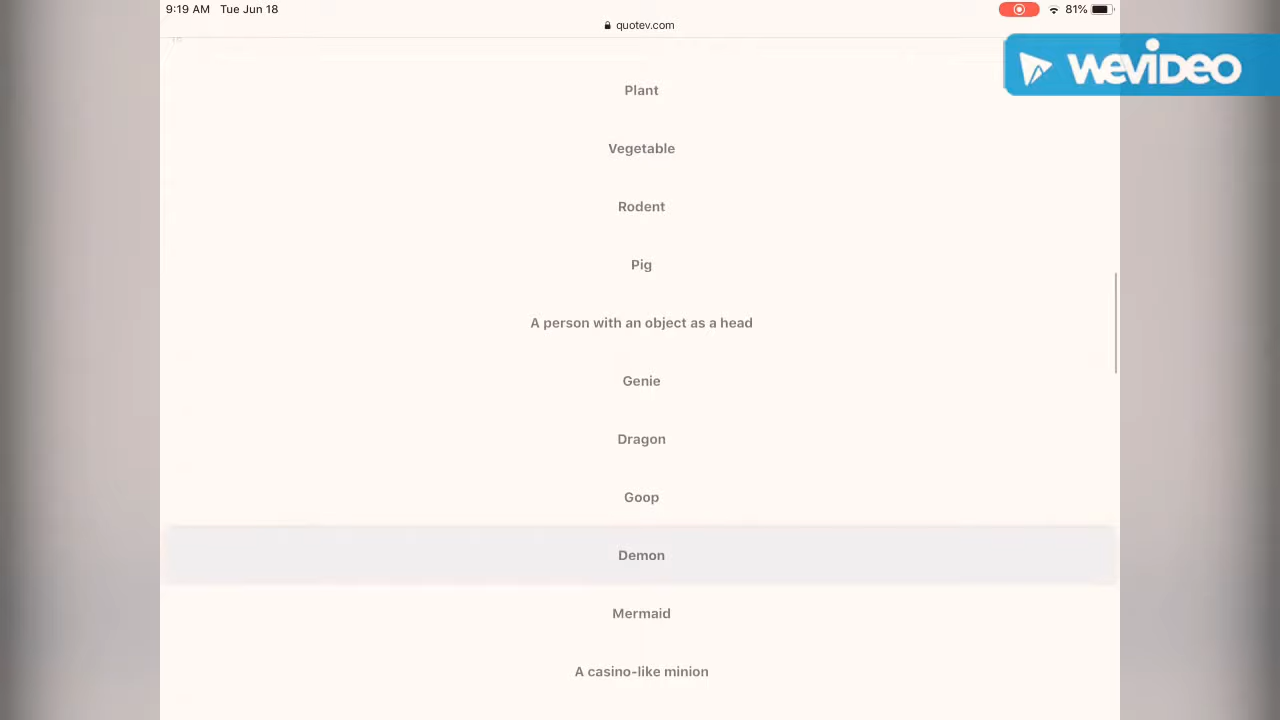 9:19 AM Tue Jun 18
81%
quotev.com
WEVIDEO
Plant
Vegetable
Rodent
Pig
A person with an object as a head
Genie
Dragon
Goop
Demon
Mermaid
A casino-like minion